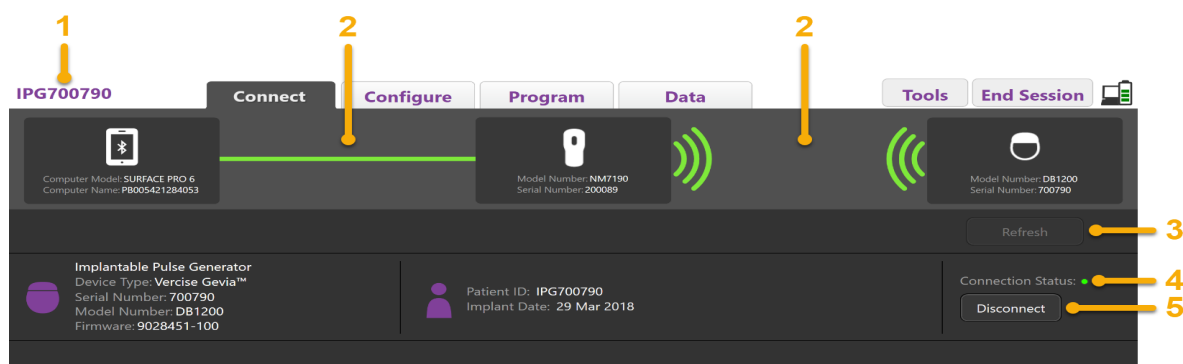 1
2
2
IPG700790
Connect
Configure
Program
Data
Tools
End Session
Computer Model: SURFACE PRO 6
Computer Name: PB005421284053
Model Number: NM7190
Serial Number: 200089
Model Number: DB1200
Serial Number: 700790
Refresh
3
Implantable Pulse Generator
Device Type: Vercise Gevia™
Serial Number: 700790
Model Number: DB1200
Firmware: 9028451-100
Patient ID: IPG700790
Implant Date: 29 Mar 2018
Connection Status:
4
Disconnect
5